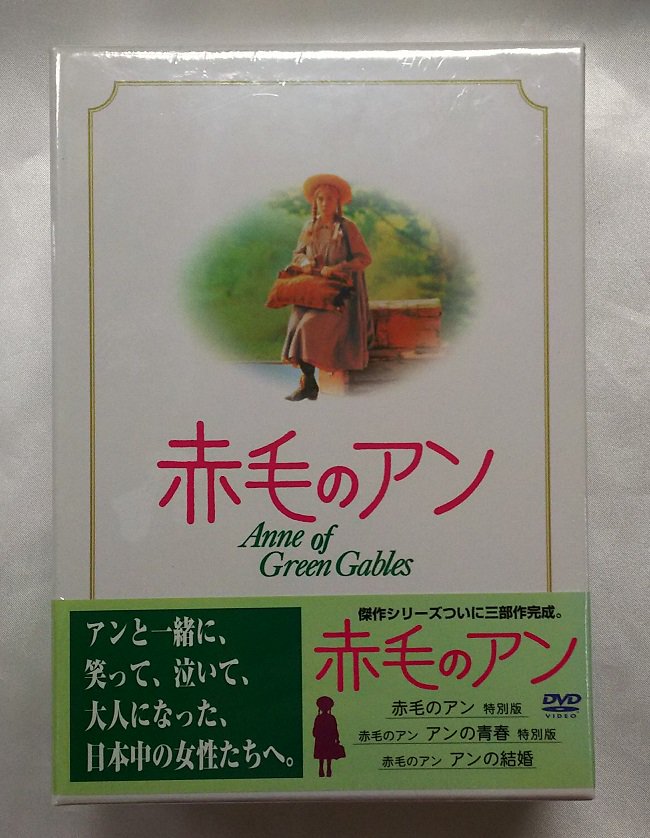 赤毛のアン
Anne of
Green Gables
アンと一緒に、
笑って、泣いて、
大人になった、
日本中の女性たちへ。
傑作シリーズついに三部作完成。
赤毛のアン
赤毛のアン 特別版
赤毛のアン アンの青春 特別版
赤毛のアン アンの結婚
DVD
VIDEO